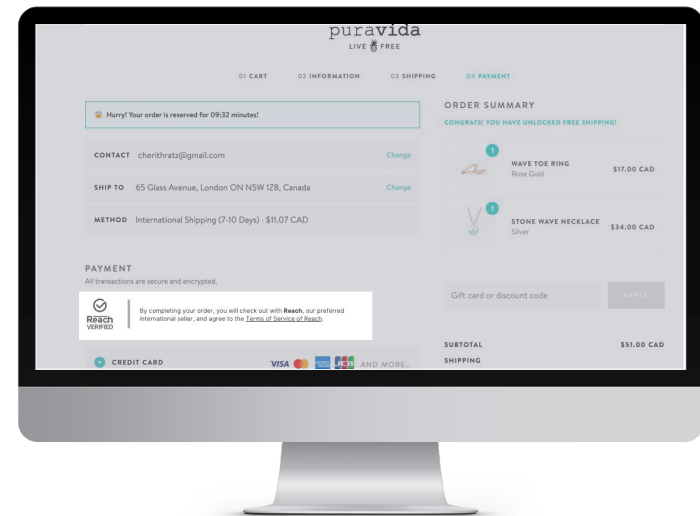 puravida
LIVE FREE
01 CART 02 INFORMATION 03 SHIPPING 04 PAYMENT
😱 Hurry! Your order is reserved for 09:32 minutes!
CONTACT cherithratz@gmail.com Change
SHIP TO 65 Glass Avenue, London ON N5W 1Z8, Canada Change
METHOD International Shipping (7-10 Days) - $11.07 CAD
PAYMENT
All transactions are secure and encrypted.
Reach
VERIFIED
By completing your order, you will check out with Reach, our preferred
international seller, and agree to the Terms of Service of Reach.
CREDIT CARD VISA JCB AND MORE...
ORDER SUMMARY
CONGRATS! YOU HAVE UNLOCKED FREE SHIPPING!
1
WAVE TOE RING $17.00 CAD
Rose Gold
1
STONE WAVE NECKLACE $34.00 CAD
Silver
Gift card or discount code APPLY
SUBTOTAL $51.00 CAD
SHIPPING